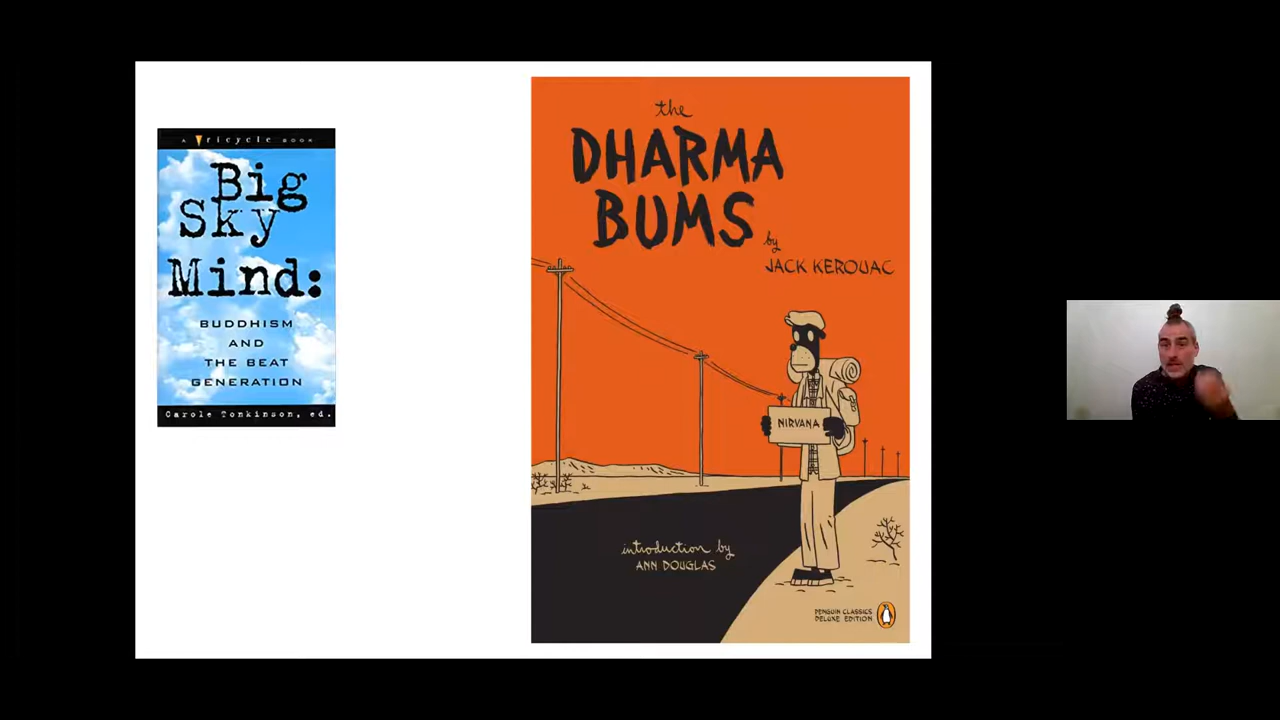 A tricycle BOOK
Big
Sky
Mind:
BUDDHISM
AND
THE BEAT
GENERATION
Carole Tonkinson, ed.
the
DHARMA
BUMS
by
JACK KEROUAC
NIRVANA
introduction by
ANN DOUGLAS
PENGUIN CLASSICS
DELUXE EDITION